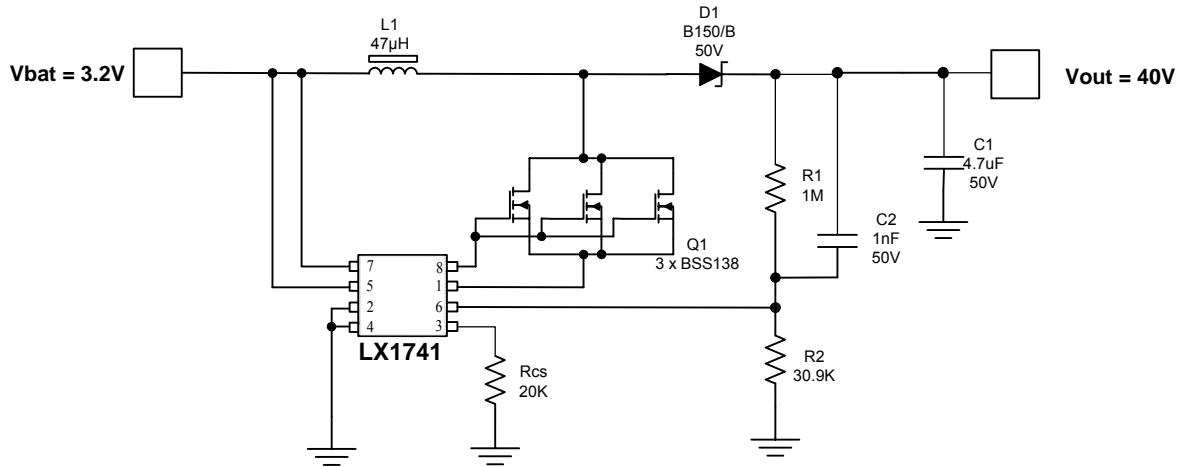 L1
47µH
D1
B150/B
50V
Vbat = 3.2V
Vout = 40V
C1
4.7uF
50V
R1
1M
C2
1nF
50V
Q1
3 x BSS138
7
8
5
1
2
6
4
3
LX1741
Rcs
20K
R2
30.9K